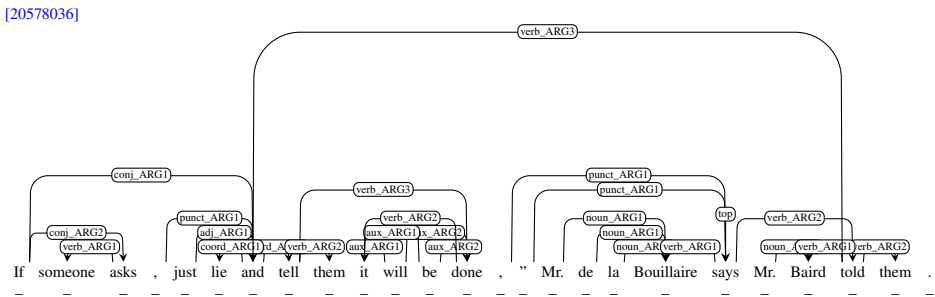 [20578036]
verb_ARG3
conj_ARG1 punct_ARG1
verb_ARG3 punct_ARG1
punct_ARG1 verb_ARG2 noun_ARG1 top verb_ARG2
conj_ARG2 adj_ARG1 aux_ARG1 noun_ARG1
verb_ARG1 coord_ARG1 verb_ARG2 aux_ARG1 aux_ARG2 verb_ARG1 verb_ARG1 verb_ARG2
If someone asks , just lie and tell them it will be done , ” Mr. de la Bouillaire says Mr. Baird told them .